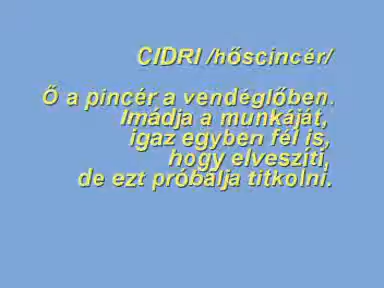 CIDRI /hőscincér/
Ő a pincér a vendéglőben.
Imádja a munkáját,
igaz egyben fél is,
hogy elveszíti,
de ezt próbálja titkolni.